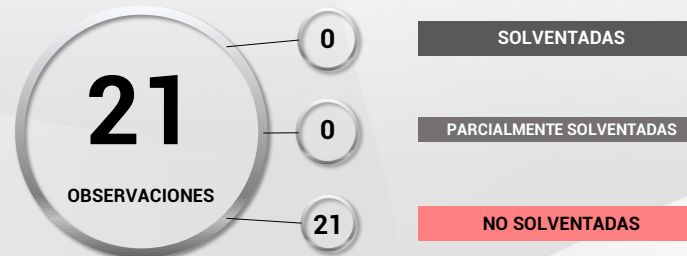 21
OBSERVACIONES
0
SOLVENTADAS
0
PARCIALMENTE SOLVENTADAS
21
NO SOLVENTADAS